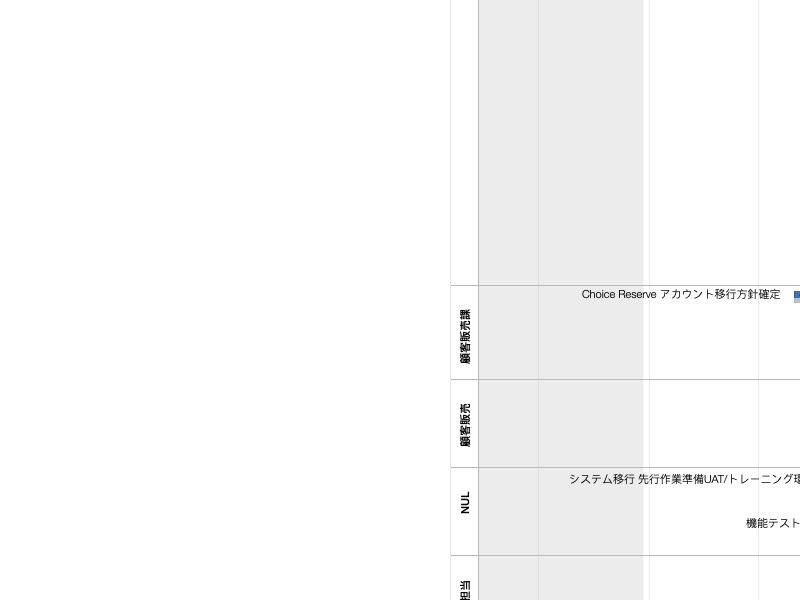 Choice Reserve アカウント移行方針確定
顧客販売課
顧客販売
システム移行 先行作業準備UAT/トレーニング環
NUL
機能テスト
担当